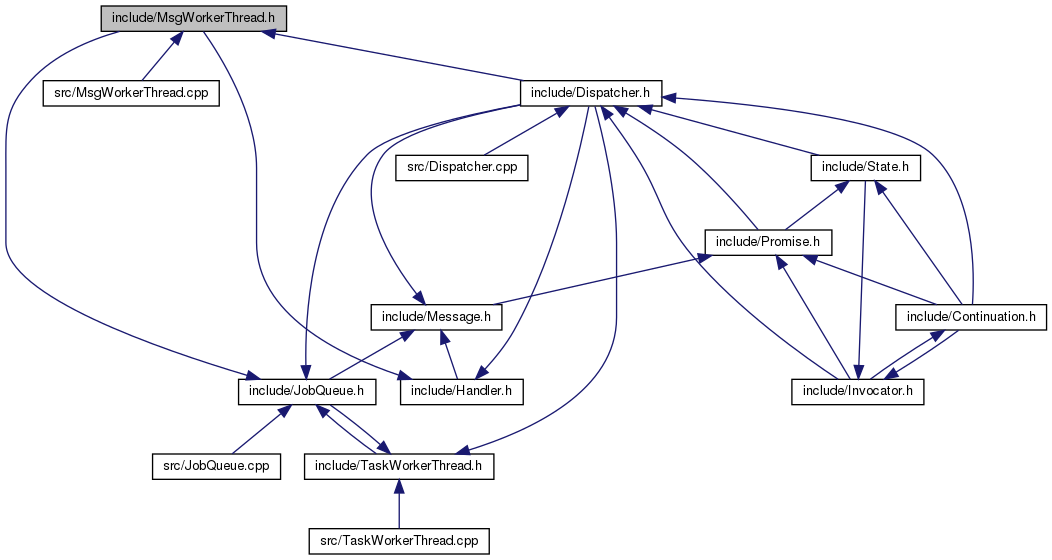 include/MsgWorkerThread.h
src/MsgWorkerThread.cpp
include/Dispatcher.h
src/Dispatcher.cpp
include/State.h
include/Promise.h
include/Message.h
include/Continuation.h
include/JobQueue.h
include/Handler.h
include/Invocator.h
src/JobQueue.cpp
include/TaskWorkerThread.h
src/TaskWorkerThread.cpp